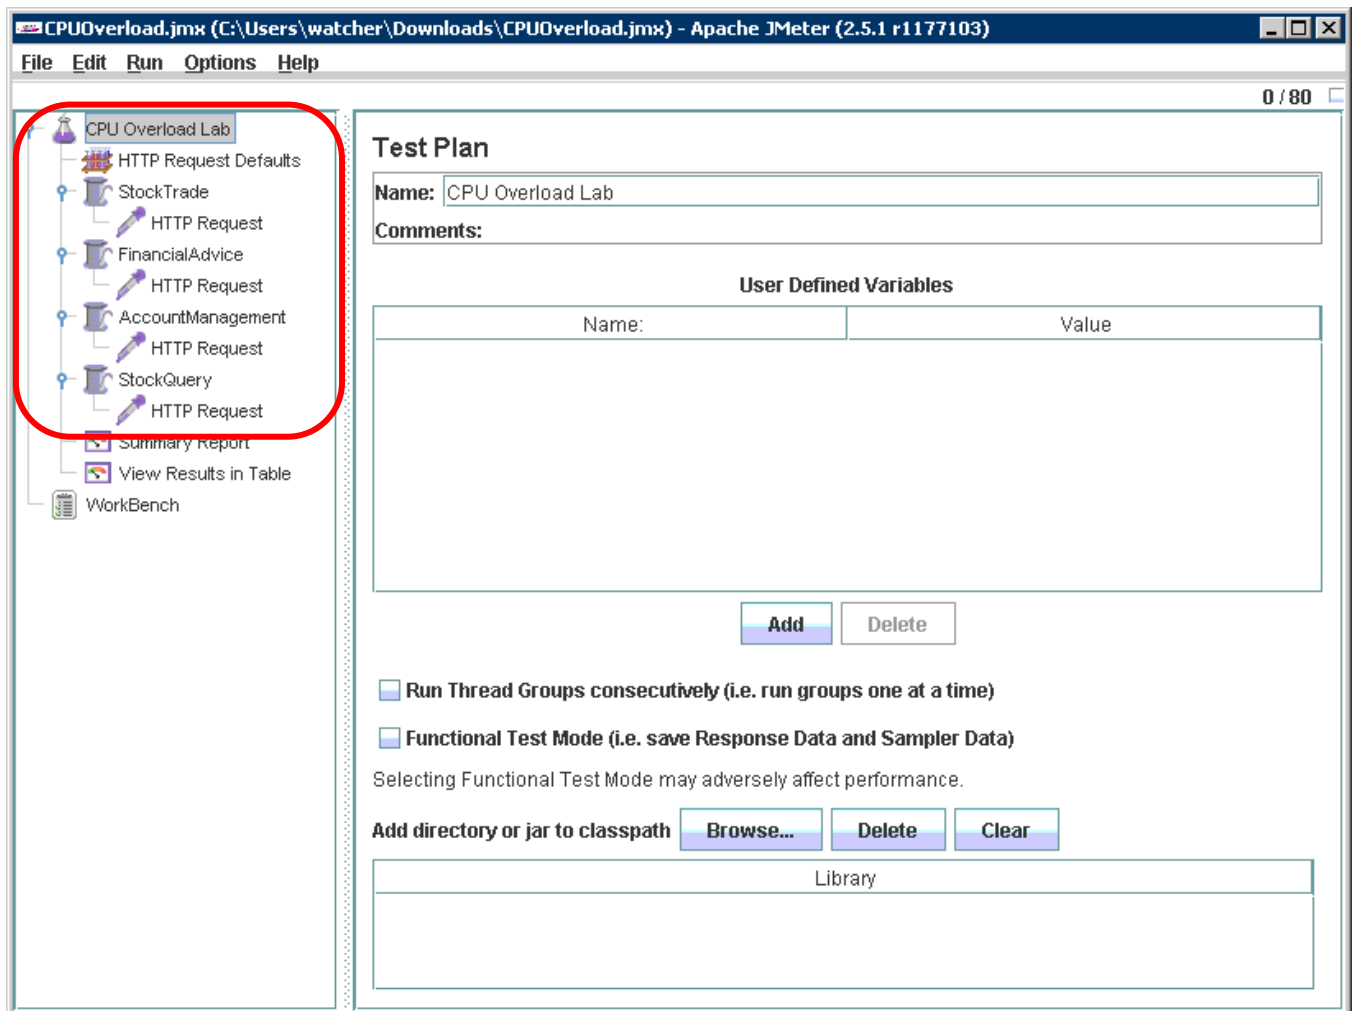 CPUOverload.jmx (C:\Users\watcher\Downloads\CPUOverload.jmx) - Apache JMeter (2.5.1 r1177103)
File Edit Run Options Help
0 / 80
CPU Overload Lab
HTTP Request Defaults
StockTrade
HTTP Request
FinancialAdvice
HTTP Request
AccountManagement
HTTP Request
StockQuery
HTTP Request
Summary Report
View Results in Table
WorkBench
Test Plan
Name: CPU Overload Lab
Comments:
User Defined Variables
Name: Value
Add Delete
Run Thread Groups consecutively (i.e. run groups one at a time)
Functional Test Mode (i.e. save Response Data and Sampler Data)
Selecting Functional Test Mode may adversely affect performance.
Add directory or jar to classpath Browse... Delete Clear
Library